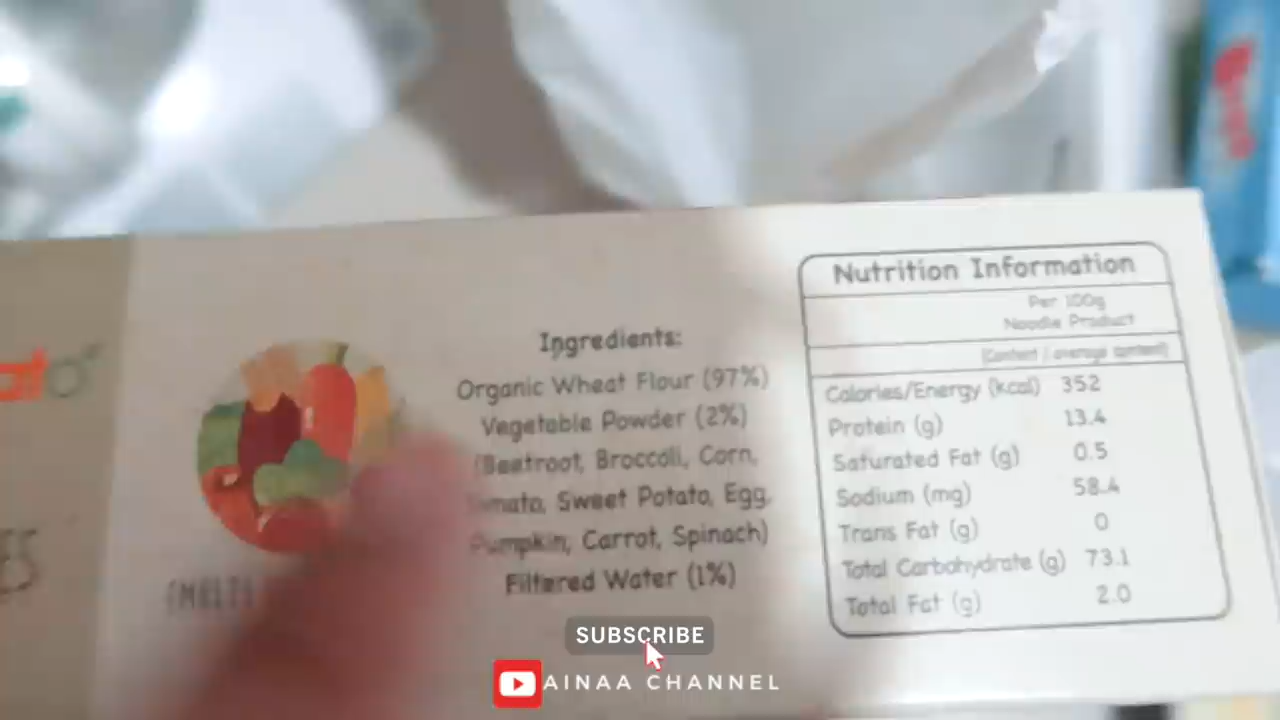 Ingredients:
Organic Wheat Flour (97%)
Vegetable Powder (2%)
(Beetroot, Broccoli, Corn,
Tomato, Sweet Potato, Egg,
Pumpkin, Carrot, Spinach)
Filtered Water (1%)
Nutrition Information
Per 100g
Noodle Product
(Content / average content)
Calories/Energy (kcal) 352
Protein (g) 13.4
Saturated Fat (g) 0.5
Sodium (mg) 58.4
Trans Fat (g) 0
Total Carbohydrate (g) 73.1
Total Fat (g) 2.0
SUBSCRIBE
AINAA CHANNEL